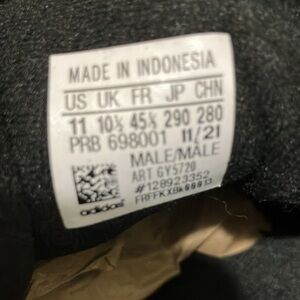 MADE IN INDONESIA
US UK FR JP CHN
11 10½ 45⅓ 290 280
PRB 698001 11/21
MALE/MALE
ART GY5720
#128923352
adidas